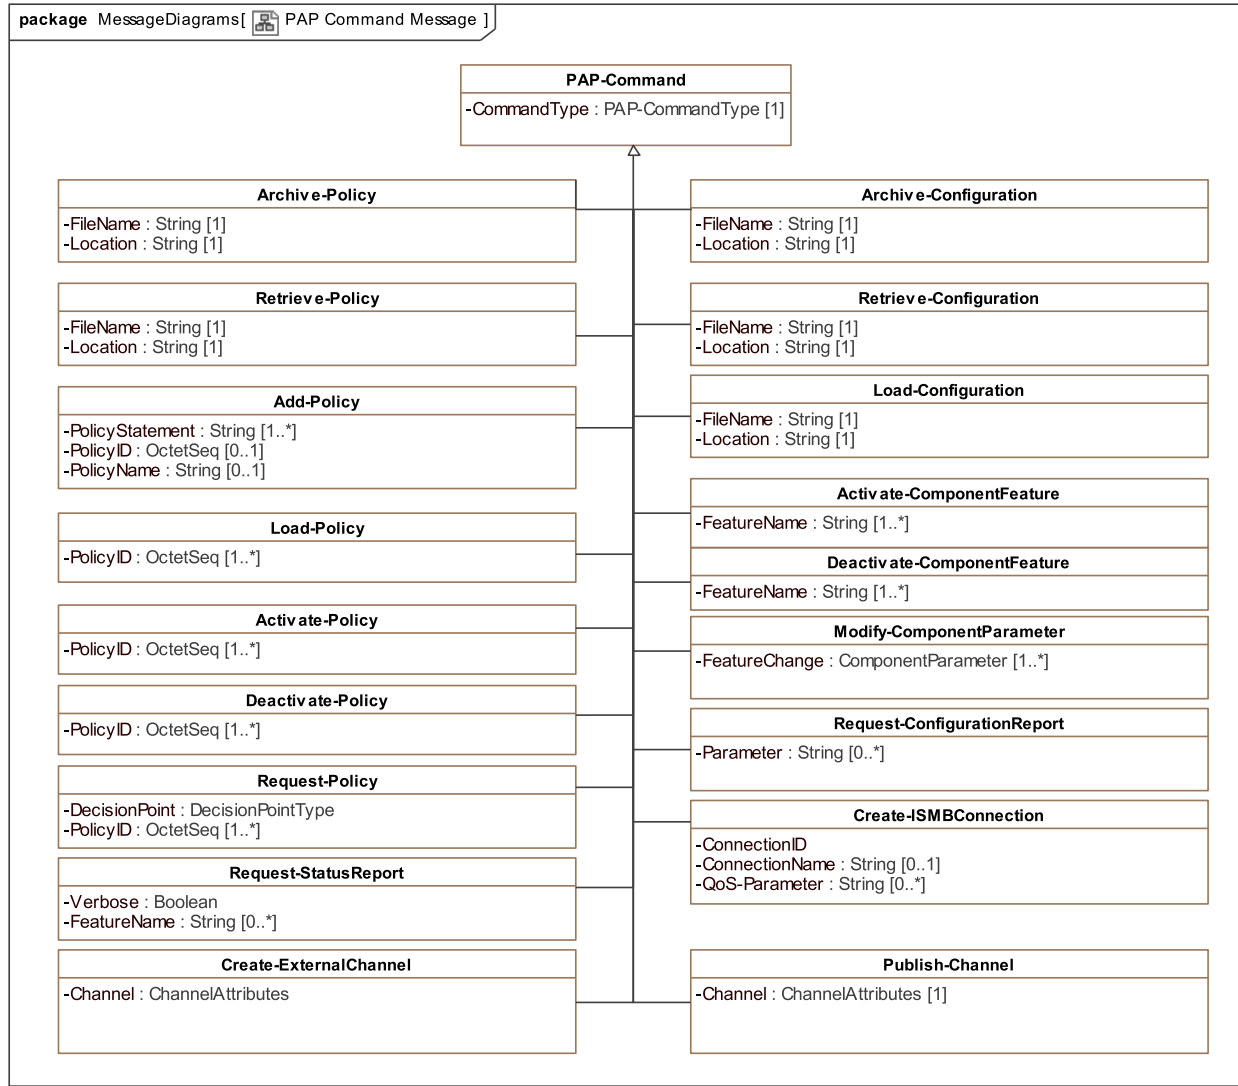 package MessageDiagrams[ PAP Command Message ]
PAP-Command
-CommandType : PAP-CommandType [1]
Archive-Policy
-FileName : String [1]
-Location : String [1]
Retrieve-Policy
-FileName : String [1]
-Location : String [1]
Add-Policy
-PolicyStatement : String [1..*]
-PolicyID : OctetSeq [0..1]
-PolicyName : String [0..1]
Load-Policy
-PolicyID : OctetSeq [1..*]
Activate-Policy
-PolicyID : OctetSeq [1..*]
Deactivate-Policy
-PolicyID : OctetSeq [1..*]
Request-Policy
-DecisionPoint : DecisionPointType
-PolicyID : OctetSeq [1..*]
Request-StatusReport
-Verbose : Boolean
-FeatureName : String [0..*]
Create-ExternalChannel
-Channel : ChannelAttributes
Archive-Configuration
-FileName : String [1]
-Location : String [1]
Retrieve-Configuration
-FileName : String [1]
-Location : String [1]
Load-Configuration
-FileName : String [1]
-Location : String [1]
Activate-ComponentFeature
-FeatureName : String [1..*]
Deactivate-ComponentFeature
-FeatureName : String [1..*]
Modify-ComponentParameter
-FeatureChange : ComponentParameter [1..*]
Request-ConfigurationReport
-Parameter : String [0..*]
Create-ISMBConnection
-ConnectionID
-ConnectionName : String [0..1]
-QoS-Parameter : String [0..*]
Publish-Channel
-Channel : ChannelAttributes [1]